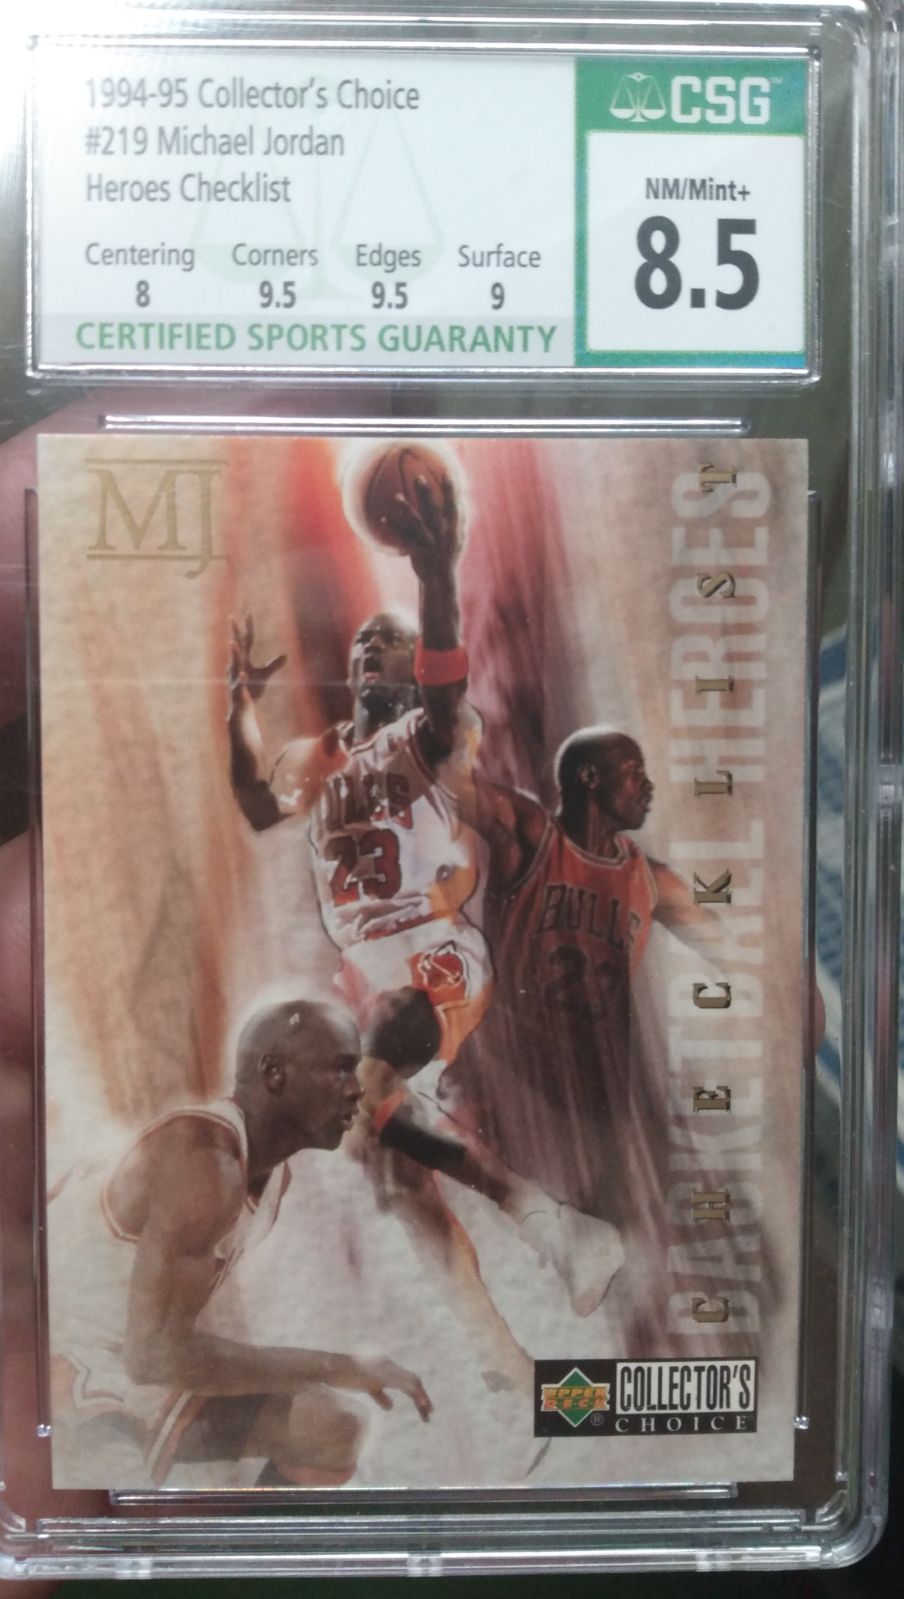 1994-95 Collector's Choice
#219 Michael Jordan
Heroes Checklist
Centering Corners Edges Surface
8 9.5 9.5 9
CERTIFIED SPORTS GUARANTY
CSG™
NM/Mint+
8.5
MJ
BASKETBALL HEROES
CHECKLIST
BULLS
23
BULLS
23
UPPER
DECK
®
COLLECTOR'S
CHOICE